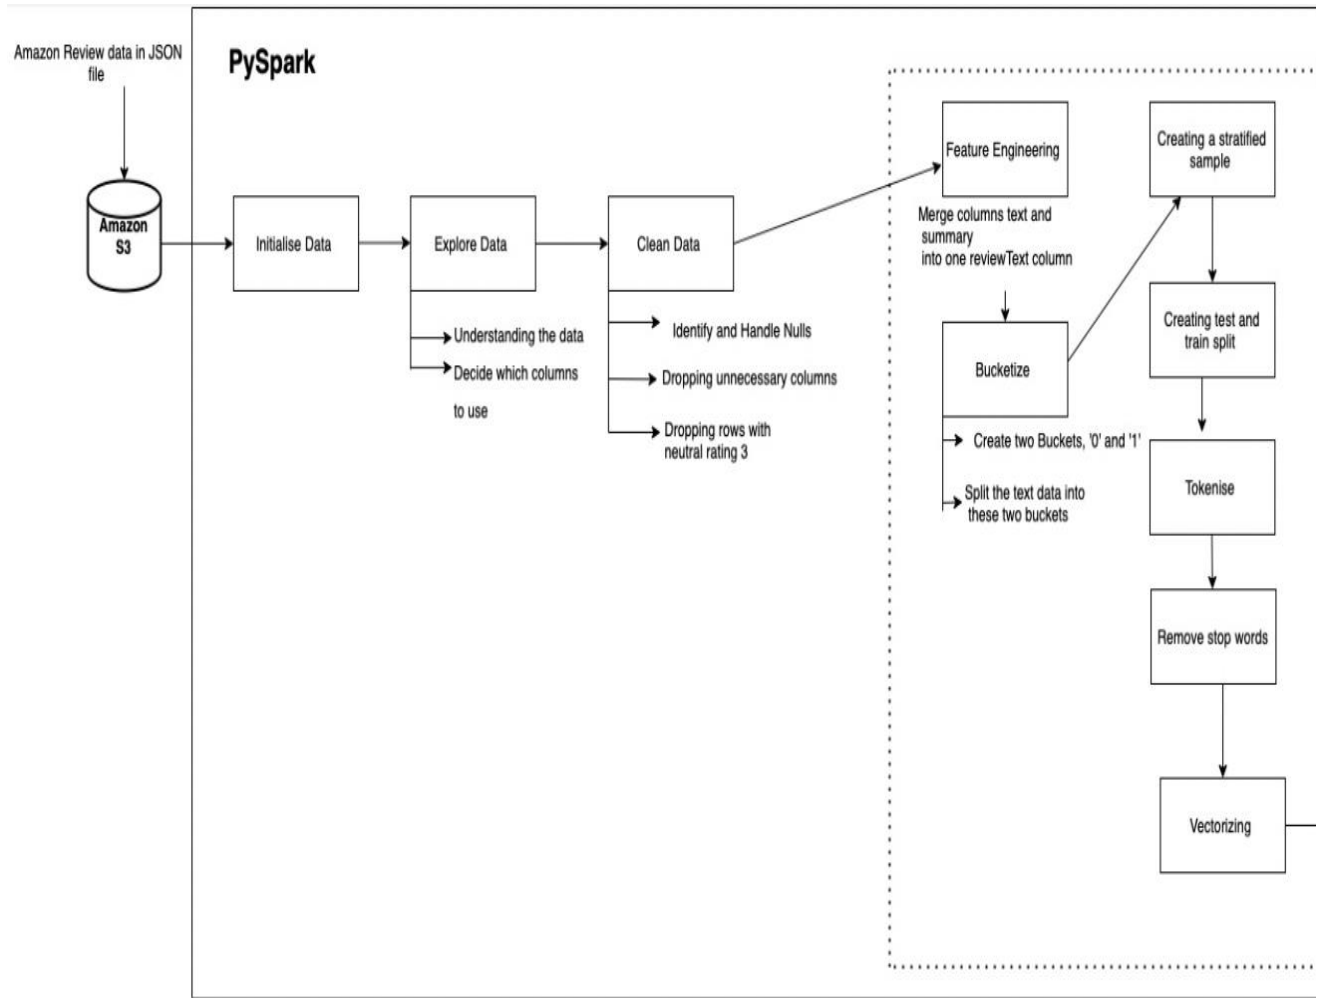 Amazon Review data in JSON
file
PySpark
Amazon
S3
Initialise Data
Explore Data
Understanding the data
Decide which columns
to use
Clean Data
Identify and Handle Nulls
Dropping unnecessary columns
Dropping rows with
neutral rating 3
Feature Engineering
Merge columns text and
summary
into one reviewText column
Bucketize
Create two Buckets, '0' and '1'
Split the text data into
these two buckets
Creating a stratified
sample
Creating test and
train split
Tokenise
Remove stop words
Vectorizing